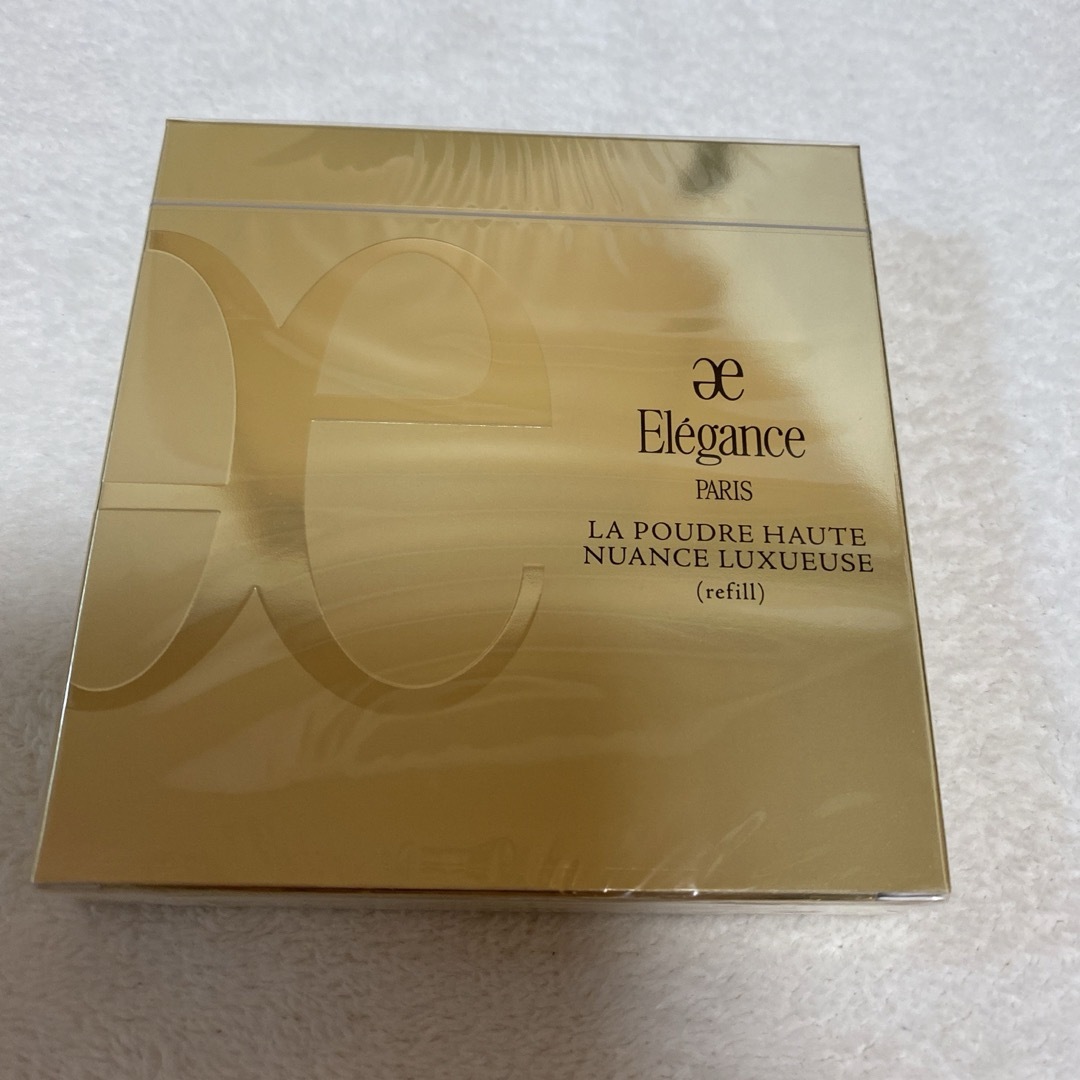 æ
Elégance
PARIS
LA POUDRE HAUTE
NUANCE LUXUEUSE
(refill)